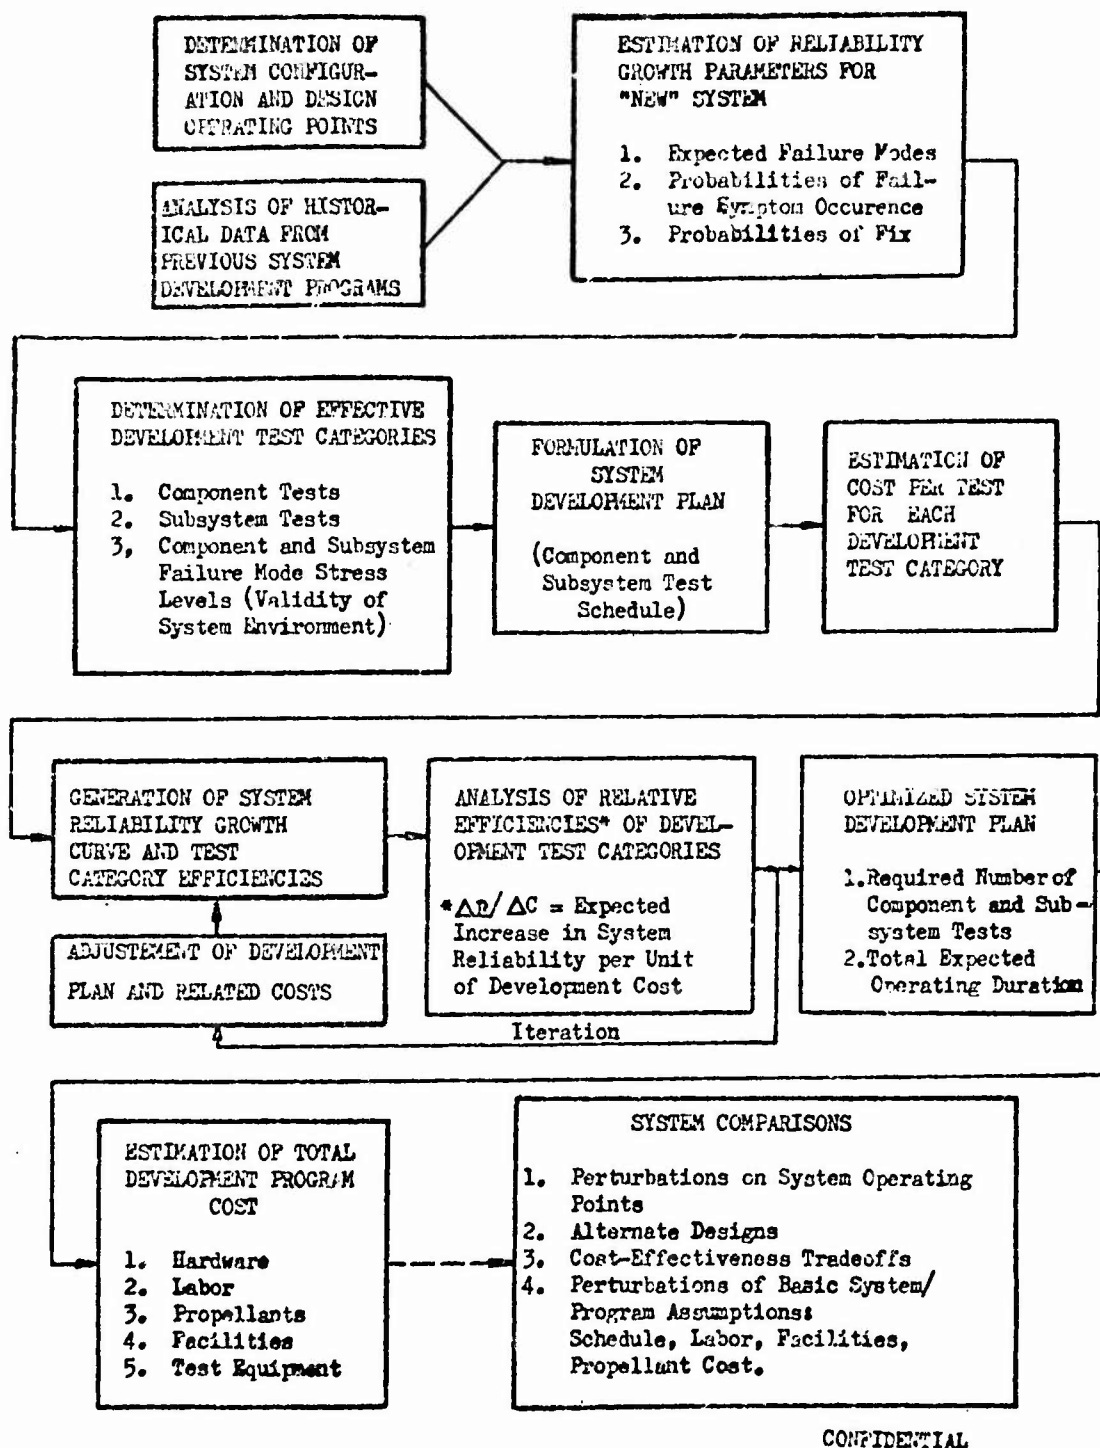 DETERMINATION OF
SYSTEM CONFIGUR-
ATION AND DESIGN
OPERATING POINTS
ANALYSIS OF HISTOR-
ICAL DATA FROM
PREVIOUS SYSTEM
DEVELOPMENT PROGRAMS
ESTIMATION OF RELIABILITY
GROWTH PARAMETERS FOR
"NEW" SYSTEM
1. Expected Failure Modes
2. Probabilities of Fail-
ure Symptom Occurence
3. Probabilities of Fix
DETERMINATION OF EFFECTIVE
DEVELOPMENT TEST CATEGORIES
1. Component Tests
2. Subsystem Tests
3, Component and Subsystem
Failure Mode Stress
Levels (Validity of
System Environment)
FORMULATION OF
SYSTEM
DEVELOPMENT PLAN
(Component and
Subsystem Test
Schedule)
ESTIMATION OF
COST PER TEST
FOR EACH
DEVELOPMENT
TEST CATEGORY
GENERATION OF SYSTEM
RELIABILITY GROWTH
CURVE AND TEST
CATEGORY EFFICIENCIES
ADJUSTEMENT OF DEVELOPMENT
PLAN AND RELATED COSTS
ANALYSIS OF RELATIVE
EFFICIENCIES* OF DEVEL-
OPMENT TEST CATEGORIES
*ΔR/ΔC = Expected
Increase in System
Reliability per Unit
of Development Cost
Iteration
OPTIMIZED SYSTEM
DEVELOPMENT PLAN
1.Required Number of
Component and Sub-
system Tests
2.Total Expected
Operating Duration
ESTIMATION OF TOTAL
DEVELOPMENT PROGRAM
COST
1. Hardware
2. Labor
3. Propellants
4. Facilities
5. Test Equipment
SYSTEM COMPARISONS
1. Perturbations on System Operating
Points
2. Alternate Designs
3. Cost-Effectiveness Tradeoffs
4. Perturbations of Basic System/
Program Assumptions:
Schedule, Labor, Facilities,
Propellant Cost.
CONFIDENTIAL